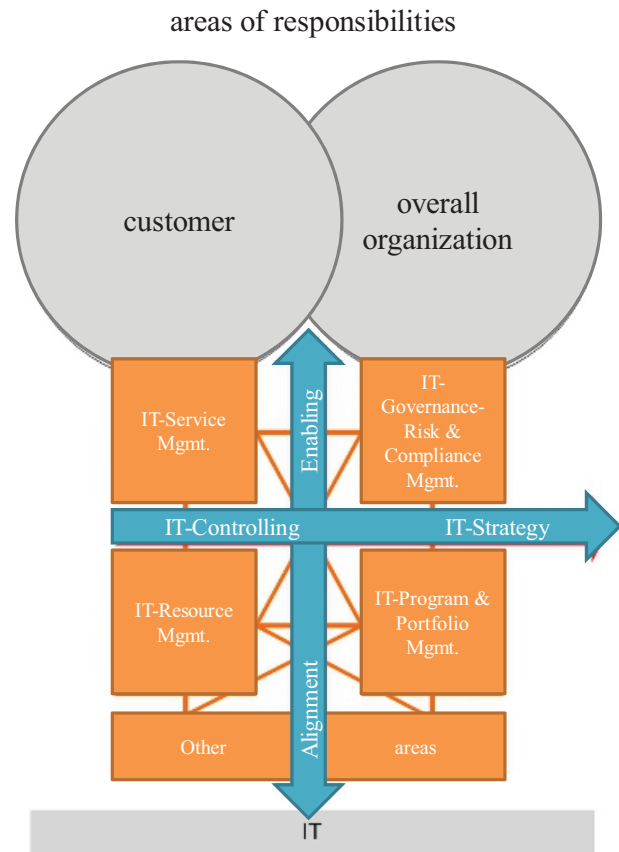 areas of responsibilities
customer
overall
organization
IT-Service
Mgmt.
Enabling
IT-
Governance-
Risk &
Compliance
Mgmt.
IT-Controlling
IT-Strategy
IT-Resource
Mgmt.
IT-Program &
Portfolio
Mgmt.
Alignment
Other
areas
IT